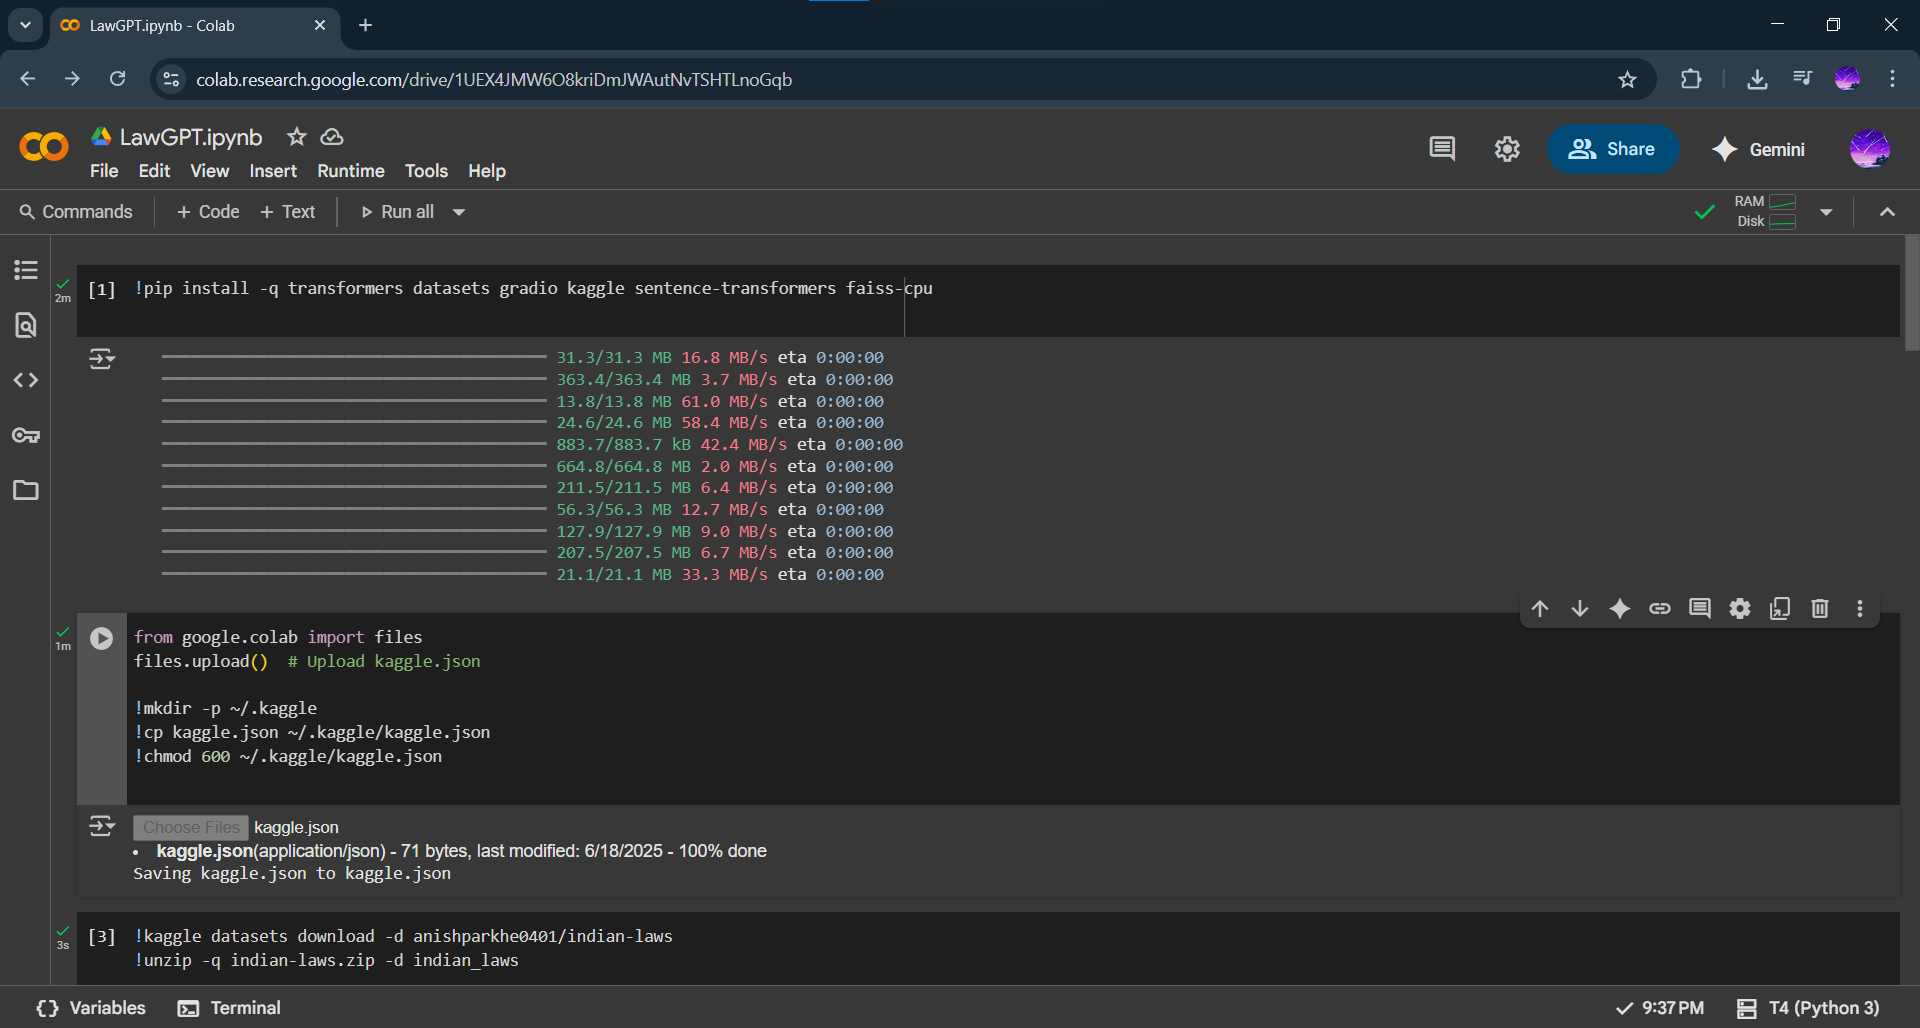 LawGPT.ipynb - Colab
colab.research.google.com/drive/1UEX4JMW6O8kriDmJWAutNvTSHTLnoGqb
LawGPT.ipynb
File Edit View Insert Runtime Tools Help
Share
Gemini
Commands + Code + Text Run all
RAM
Disk
2m
[1] !pip install -q transformers datasets gradio kaggle sentence-transformers faiss-cpu
31.3/31.3 MB 16.8 MB/s eta 0:00:00
363.4/363.4 MB 3.7 MB/s eta 0:00:00
13.8/13.8 MB 61.0 MB/s eta 0:00:00
24.6/24.6 MB 58.4 MB/s eta 0:00:00
883.7/883.7 kB 42.4 MB/s eta 0:00:00
664.8/664.8 MB 2.0 MB/s eta 0:00:00
211.5/211.5 MB 6.4 MB/s eta 0:00:00
56.3/56.3 MB 12.7 MB/s eta 0:00:00
127.9/127.9 MB 9.0 MB/s eta 0:00:00
207.5/207.5 MB 6.7 MB/s eta 0:00:00
21.1/21.1 MB 33.3 MB/s eta 0:00:00
1m
from google.colab import files
files.upload()  # Upload kaggle.json
!mkdir -p ~/.kaggle
!cp kaggle.json ~/.kaggle/kaggle.json
!chmod 600 ~/.kaggle/kaggle.json
Choose Files kaggle.json
• kaggle.json(application/json) - 71 bytes, last modified: 6/18/2025 - 100% done
Saving kaggle.json to kaggle.json
3s
[3] !kaggle datasets download -d anishparkhe0401/indian-laws
!unzip -q indian-laws.zip -d indian_laws
{} Variables Terminal
9:37 PM T4 (Python 3)